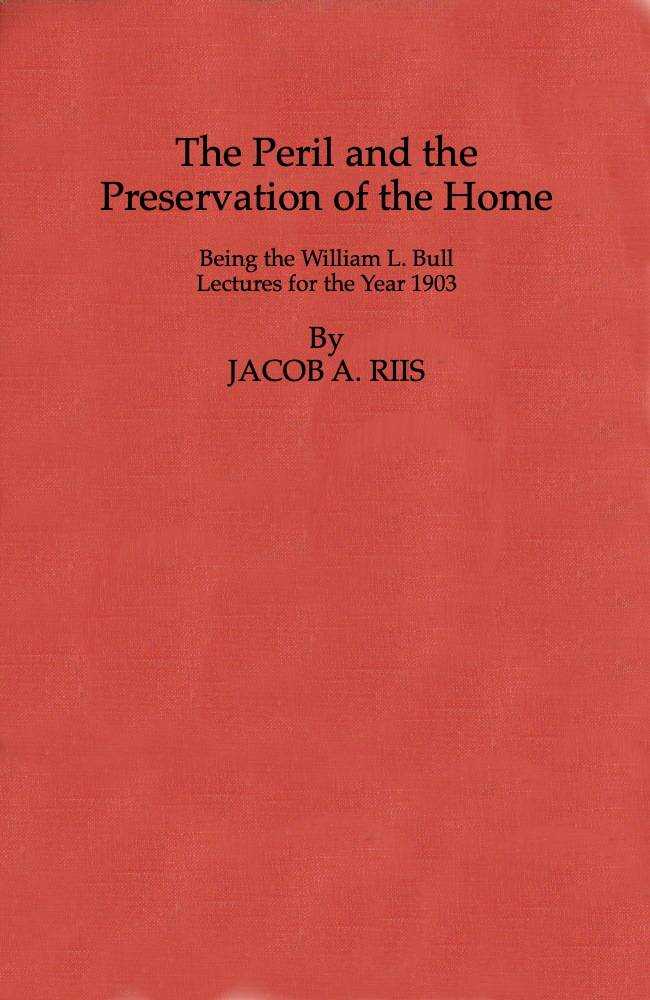 The Peril and the
Preservation of the Home
Being the William L. Bull
Lectures for the Year 1903
By
JACOB A. RIIS